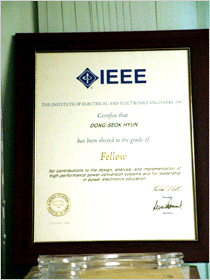 IEEE
THE INSTITUTE OF ELECTRICAL AND ELECTRONICS ENGINEERS, INC.
Certifies that
DONG-SEOK HYUN
has been elected to the grade of
Fellow
for contributions to the design, analysis, and implementation of
high performance power conversion systems and for leadership
in power electronics education.